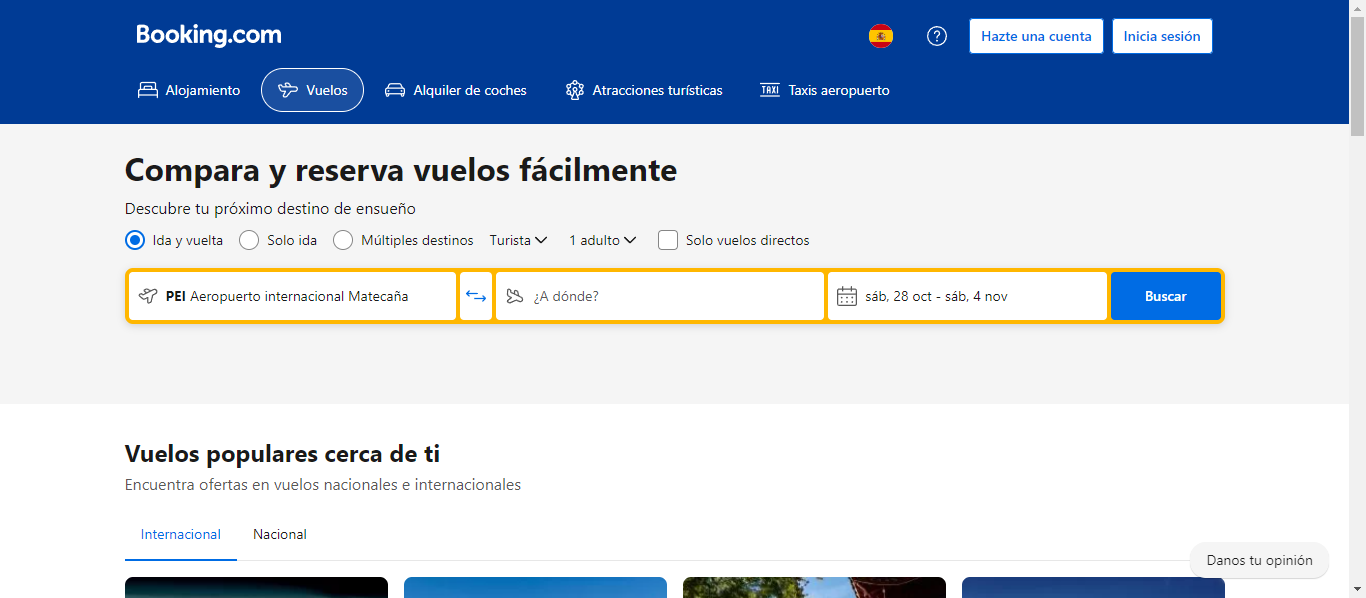 Booking.com
Hazte una cuenta
Inicia sesión
Alojamiento
Vuelos
Alquiler de coches
Atracciones turísticas
TAXI Taxis aeropuerto
Compara y reserva vuelos fácilmente
Descubre tu próximo destino de ensueño
Ida y vuelta Solo ida Múltiples destinos Turista 1 adulto Solo vuelos directos
PEI Aeropuerto internacional Matecaña ¿A dónde? sáb, 28 oct - sáb, 4 nov Buscar
Vuelos populares cerca de ti
Encuentra ofertas en vuelos nacionales e internacionales
Internacional Nacional
Danos tu opinión